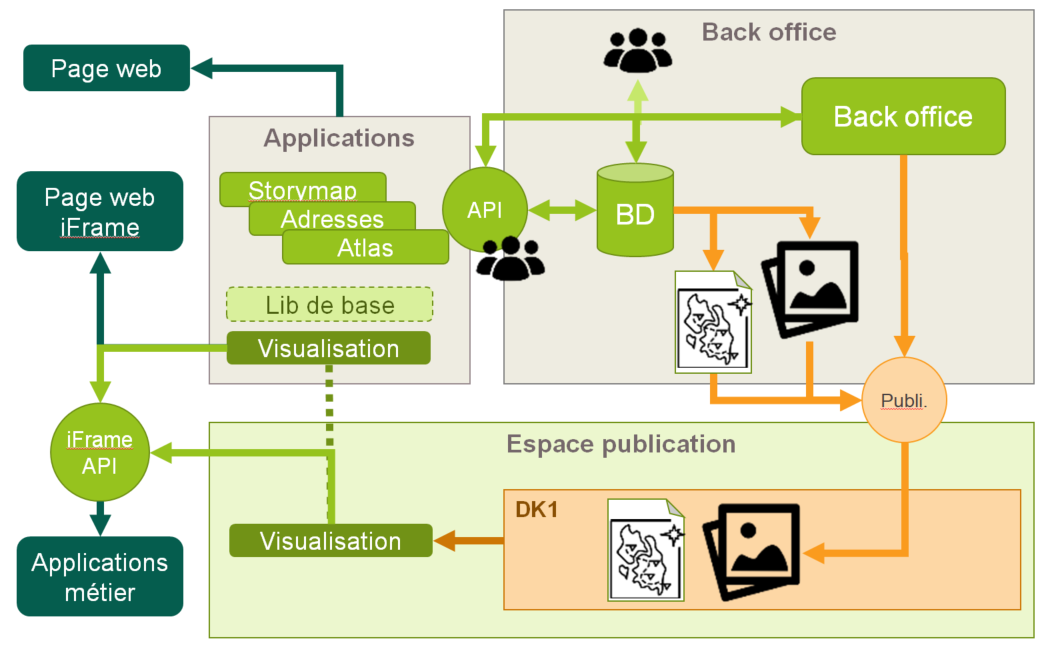 Back office
Page web
Back office
Applications
Storymap
Adresses
Atlas
API
BD
Page web
iFrame
Lib de base
Visualisation
Publi.
iFrame
API
Espace publication
DK1
Visualisation
Applications
métier